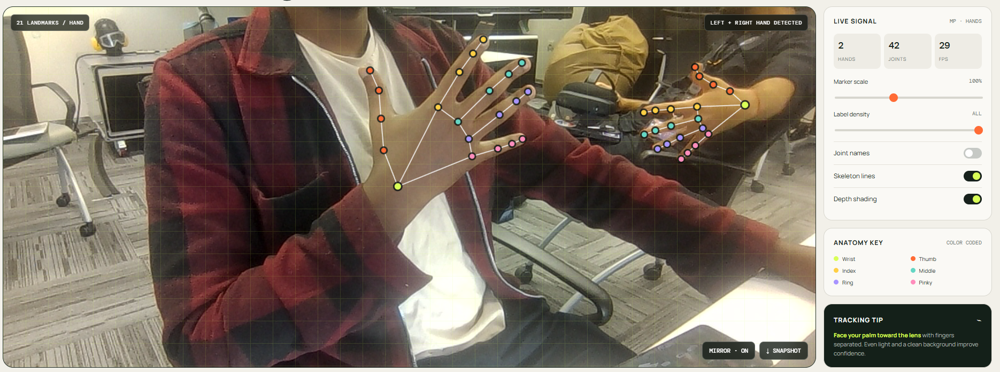 21 LANDMARKS / HAND
LEFT + RIGHT HAND DETECTED
MIRROR · ON
↓ SNAPSHOT
LIVE SIGNAL
MP · HANDS
2
HANDS
42
JOINTS
29
FPS
Marker scale
100%
Label density
ALL
Joint names
Skeleton lines
Depth shading
ANATOMY KEY
COLOR CODED
Wrist
Thumb
Index
Middle
Ring
Pinky
TRACKING TIP
Face your palm toward the lens with fingers
separated. Even light and a clean background improve
confidence.